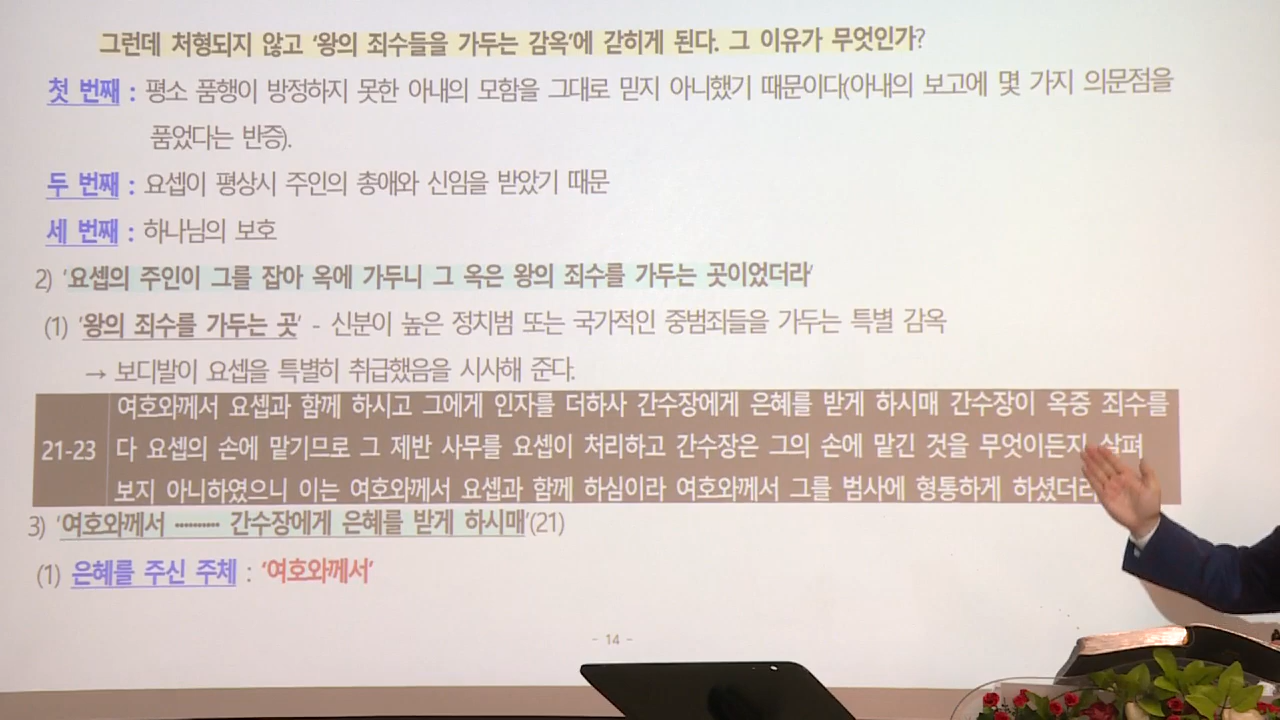 그런데 처형되지 않고 '왕의 죄수들을 가두는 감옥'에 갇히게 된다. 그 이유가 무엇인가?
첫 번째 : 평소 품행이 방정하지 못한 아내의 모함을 그대로 믿지 아니했기 때문이다(아내의 보고에 몇 가지 의문점을
품었다는 반증).
두 번째 : 요셉이 평상시 주인의 총애와 신임을 받았기 때문
세 번째 : 하나님의 보호
2) '요셉의 주인이 그를 잡아 옥에 가두니 그 옥은 왕의 죄수를 가두는 곳이었더라'
(1) '왕의 죄수를 가두는 곳' - 신분이 높은 정치범 또는 국가적인 중범죄들을 가두는 특별 감옥
→ 보디발이 요셉을 특별히 취급했음을 시사해 준다.
여호와께서 요셉과 함께 하시고 그에게 인자를 더하사 간수장에게 은혜를 받게 하시매 간수장이 옥중 죄수를
21-23 다 요셉의 손에 맡기므로 그 제반 사무를 요셉이 처리하고 간수장은 그의 손에 맡긴 것을 무엇이든지 살펴
보지 아니하였으니 이는 여호와께서 요셉과 함께 하심이라 여호와께서 그를 범사에 형통하게 하셨더라
3) '여호와께서 ┅┅┅ 간수장에게 은혜를 받게 하시매'(21)
(1) 은혜를 주신 주체 : '여호와께서'
- 14 -